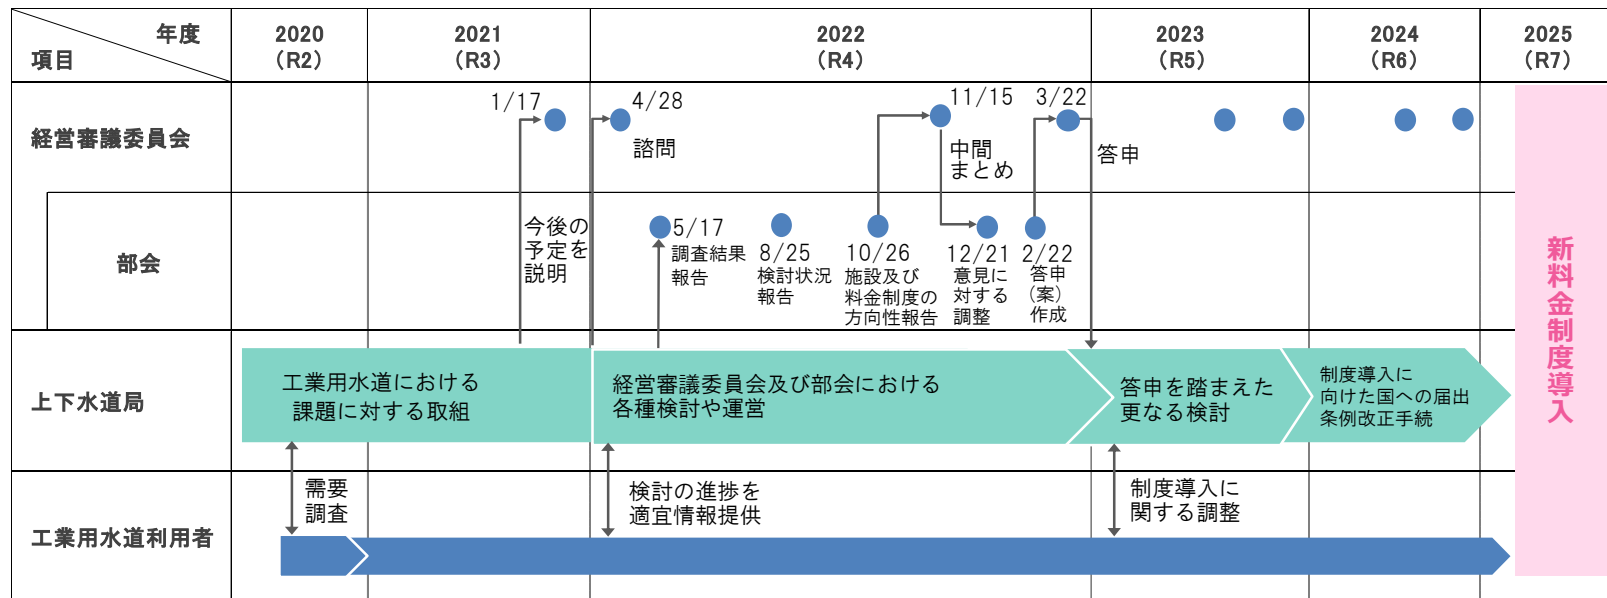 年度
項目
2020
（R2）
2021
（R3）
2022
（R4）
2023
（R5）
2024
（R6）
2025
（R7）
経営審議委員会
1/17
4/28
諮問
11/15
中間
まとめ
3/22
答申
部会
今後の
予定を
説明
5/17
調査結果
報告
8/25
検討状況
報告
10/26
施設及び
料金制度の
方向性報告
12/21
意見に
対する
調整
2/22
答申
（案）
作成
上下水道局
工業用水道における
課題に対する取組
経営審議委員会及び部会における
各種検討や運営
答申を踏まえた
更なる検討
制度導入に
向けた国への届出
条例改正手続
工業用水道利用者
需要
調査
検討の進捗を
適宜情報提供
制度導入に
関する調整
新料金制度導入